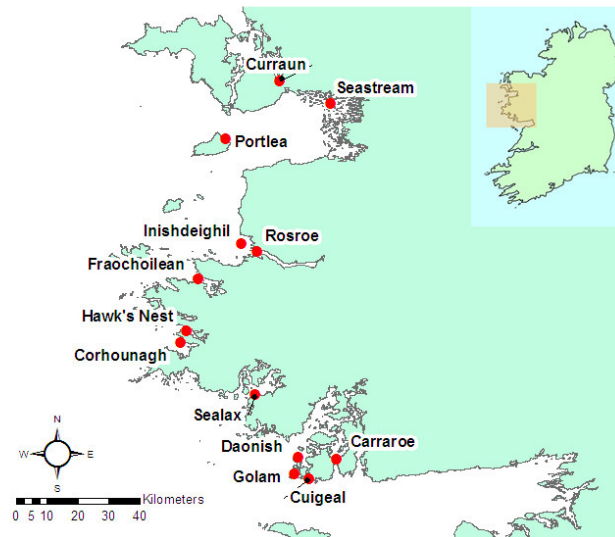 Curraun
Seastream
Portlea
Inishdeighil
Rosroe
Fraochoilean
Hawk's Nest
Corhounagh
Sealax
Daonish
Carraroe
Golam
Cuigeal
N
W E
S
Kilometers
0 5 10 20 30 40